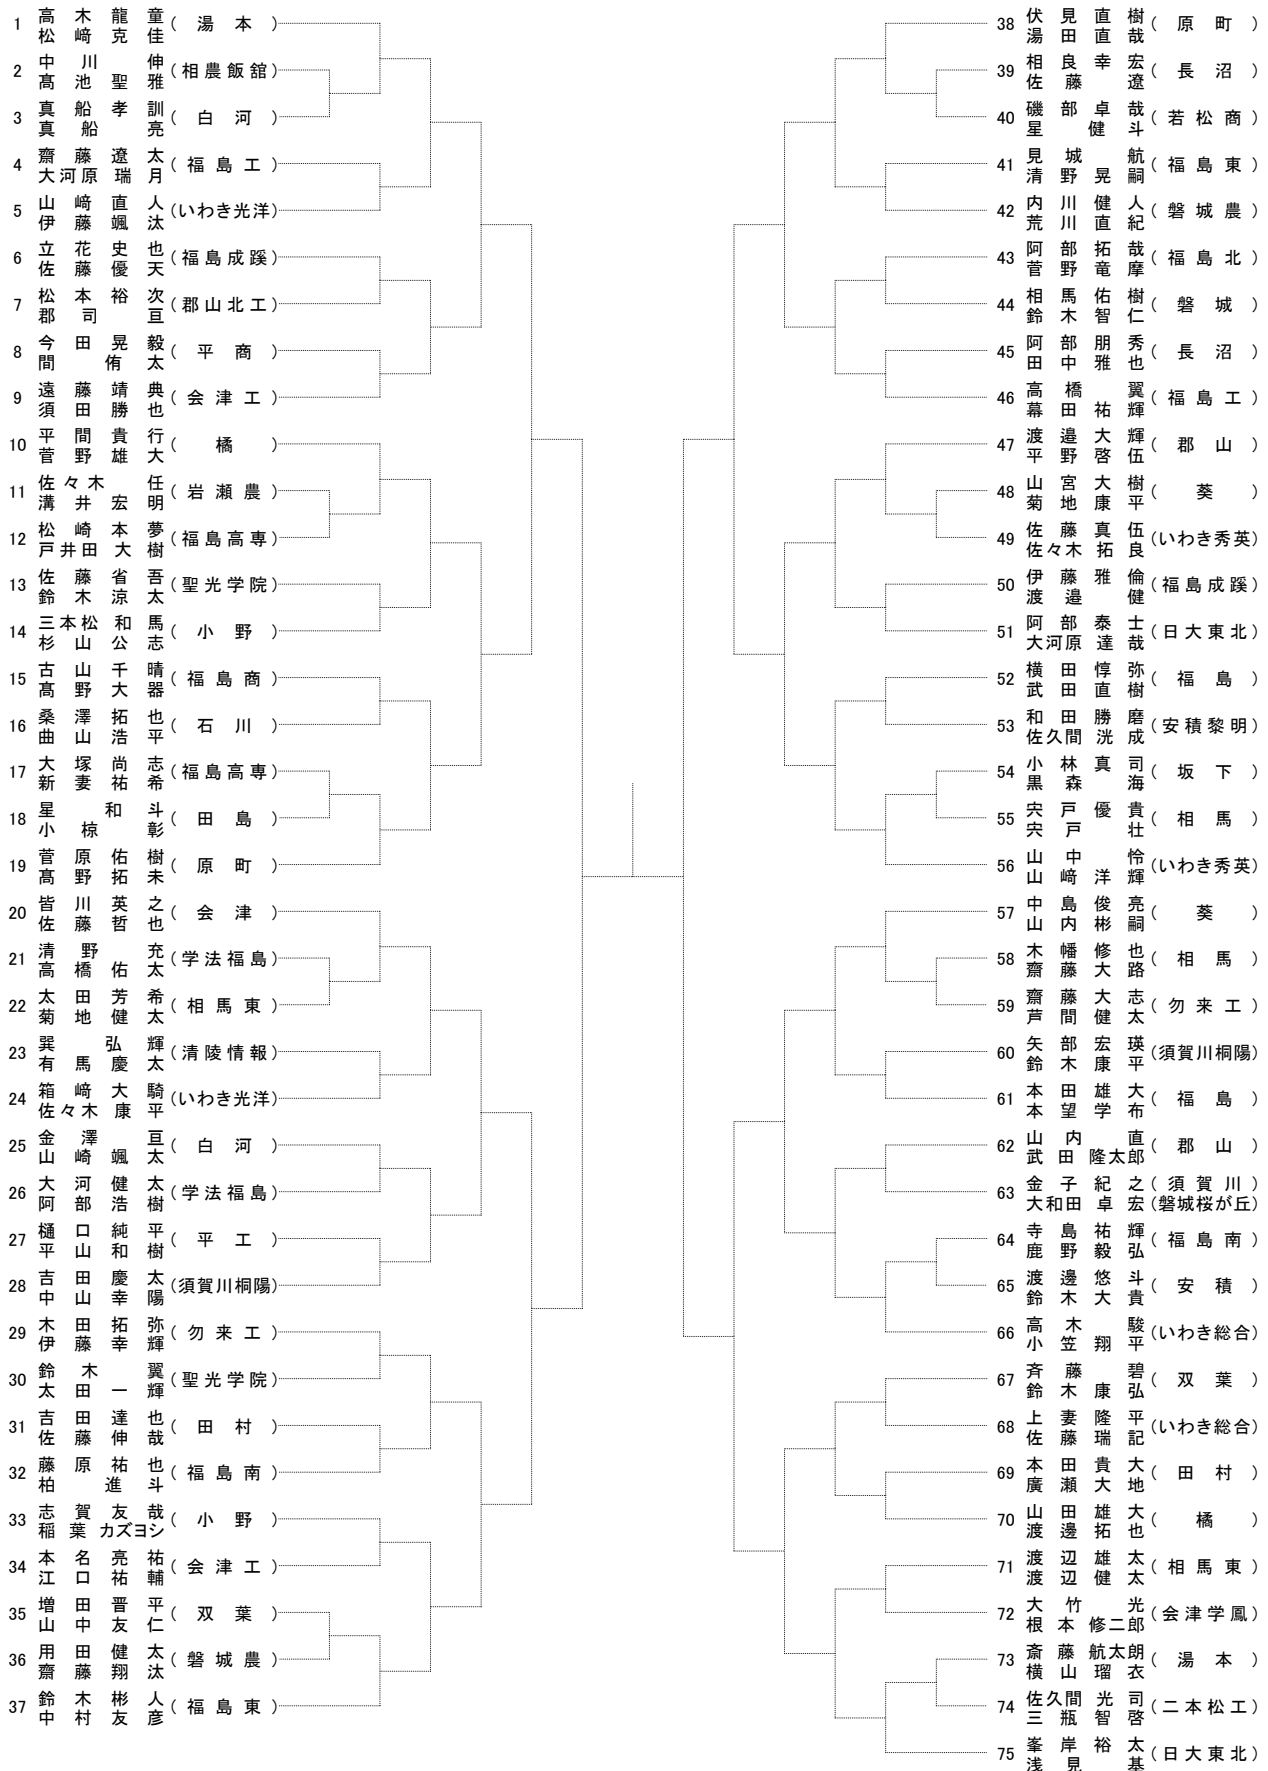 1 高木龍童 (湯本)
松﨑克佳
2 中川伸 (相農飯舘)
髙池聖雅
3 真船孝訓 (白河)
真船亮
4 齋藤遼太 (福島工)
大河原瑞月
5 山﨑直人 (いわき光洋)
伊藤颯汰
6 立花史也 (福島成蹊)
佐藤優天
7 松本裕次 (郡山北工)
郡司亘
8 今田晃毅 (平商)
間侑太
9 遠藤靖典 (会津工)
須田勝也
10 平間貴行 (橘)
菅野雄大
11 佐々木任 (岩瀬農)
溝井宏明
12 松崎本夢 (福島高専)
戸井田大樹
13 佐藤省吾 (聖光学院)
鈴木涼太
14 三本松和馬 (小野)
杉山公志
15 古山千晴 (福島商)
髙野大器
16 桑澤拓也 (石川)
曲山浩平
17 大塚尚志 (福島高専)
新妻祐希
18 星和斗 (田島)
小椋彰
19 菅原佑樹 (原町)
髙野拓未
20 皆川英之 (会津)
佐藤哲也
21 清野充 (学法福島)
高橋佑太
22 太田芳希 (相馬東)
菊地健太
23 巽弘輝 (清陵情報)
有馬慶太
24 箱﨑大騎 (いわき光洋)
佐々木康平
25 金澤亘 (白河)
山崎颯太
26 大河健太 (学法福島)
阿部浩樹
27 樋口純平 (平工)
平山和樹
28 吉田慶太 (須賀川桐陽)
中山幸陽
29 木田拓弥 (勿来工)
伊藤幸輝
30 鈴木翼 (聖光学院)
太田一輝
31 吉田達也 (田村)
佐藤伸哉
32 藤原祐也 (福島南)
柏進斗
33 志賀友哉 (小野)
稲葉カズヨシ
34 本名亮祐 (会津工)
江口祐輔
35 増田晋平 (双葉)
山中友仁
36 用田健太 (磐城農)
齋藤翔汰
37 鈴木彬人 (福島東)
中村友彦
38 伏見直樹 (原町)
湯田直哉
39 相良幸宏 (長沼)
佐藤遼
40 磯部卓哉 (若松商)
星健斗
41 見城航 (福島東)
清野晃嗣
42 内川健人 (磐城農)
荒川直紀
43 阿部拓哉 (福島北)
菅野竜摩
44 相馬佑樹 (磐城)
鈴木智仁
45 阿部朋秀 (長沼)
田中雅也
46 高橋翼 (福島工)
幕田祐輝
47 渡邉大輝 (郡山)
平野啓伍
48 山宮大樹 (葵)
菊地康平
49 佐藤真伍 (いわき秀英)
佐々木拓良
50 伊藤雅倫 (福島成蹊)
渡邉健
51 阿部泰士 (日大東北)
大河原達哉
52 横田惇弥 (福島)
武田直樹
53 和田勝磨 (安積黎明)
佐久間洸成
54 小林真司 (坂下)
黒森海
55 宍戸優貴 (相馬)
宍戸壮
56 山中怜 (いわき秀英)
山﨑洋輝
57 中島俊亮 (葵)
山内彬嗣
58 木幡修也 (相馬)
齋藤大路
59 齋藤大志 (勿来工)
芦間健太
60 矢部宏瑛 (須賀川桐陽)
鈴木康平
61 本田雄大 (福島)
本望学布
62 山内直 (郡山)
武田隆太郎
63 金子紀之 (須賀川)
大和田卓宏 (磐城桜が丘)
64 寺島祐輝 (福島南)
鹿野毅弘
65 渡邊悠斗 (安積)
鈴木大貴
66 高木駿 (いわき総合)
小笠翔平
67 斉藤碧 (双葉)
鈴木康弘
68 上妻隆平 (いわき総合)
佐藤瑞記
69 本田貴大 (田村)
廣瀬大地
70 山田雄大 (橘)
渡邊拓也
71 渡辺雄太 (相馬東)
渡辺健太
72 大竹光 (会津学鳳)
根本修二郎
73 斎藤航太朗 (湯本)
横山瑠衣
74 佐久間光司 (二本松工)
三瓶智啓
75 峯岸裕太 (日大東北)
浅見基